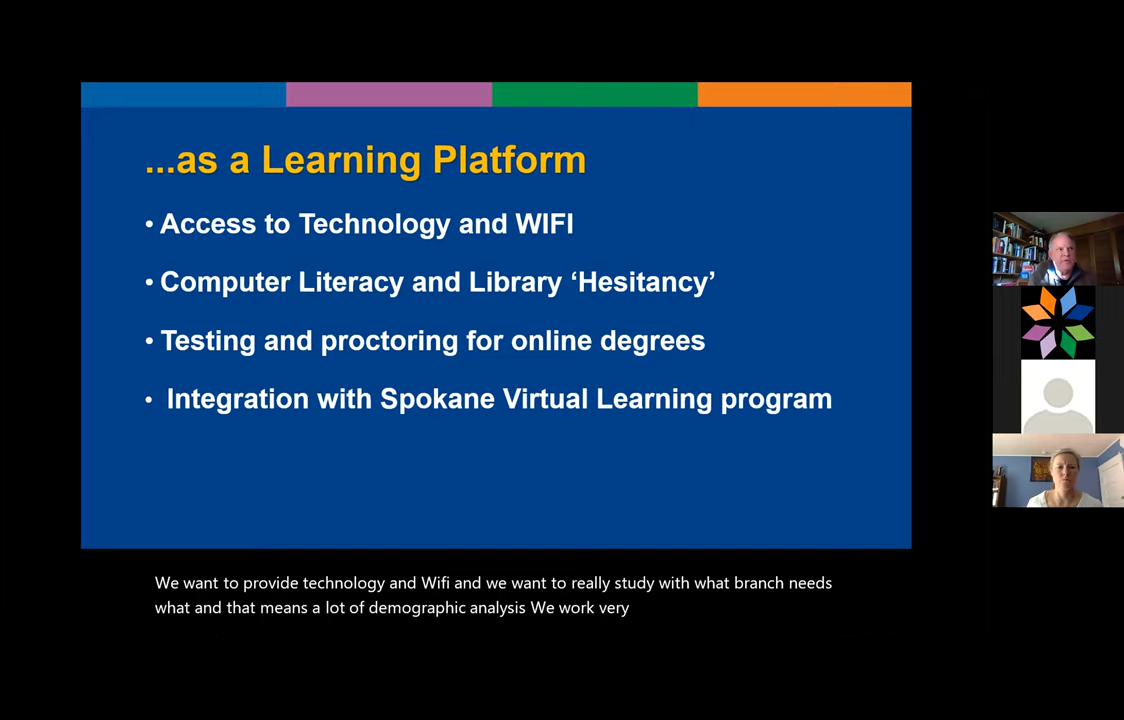 ...as a Learning Platform
• Access to Technology and WIFI
• Computer Literacy and Library ‘Hesitancy’
• Testing and proctoring for online degrees
• Integration with Spokane Virtual Learning program
We want to provide technology and Wifi and we want to really study with what branch needs
what and that means a lot of demographic analysis We work very